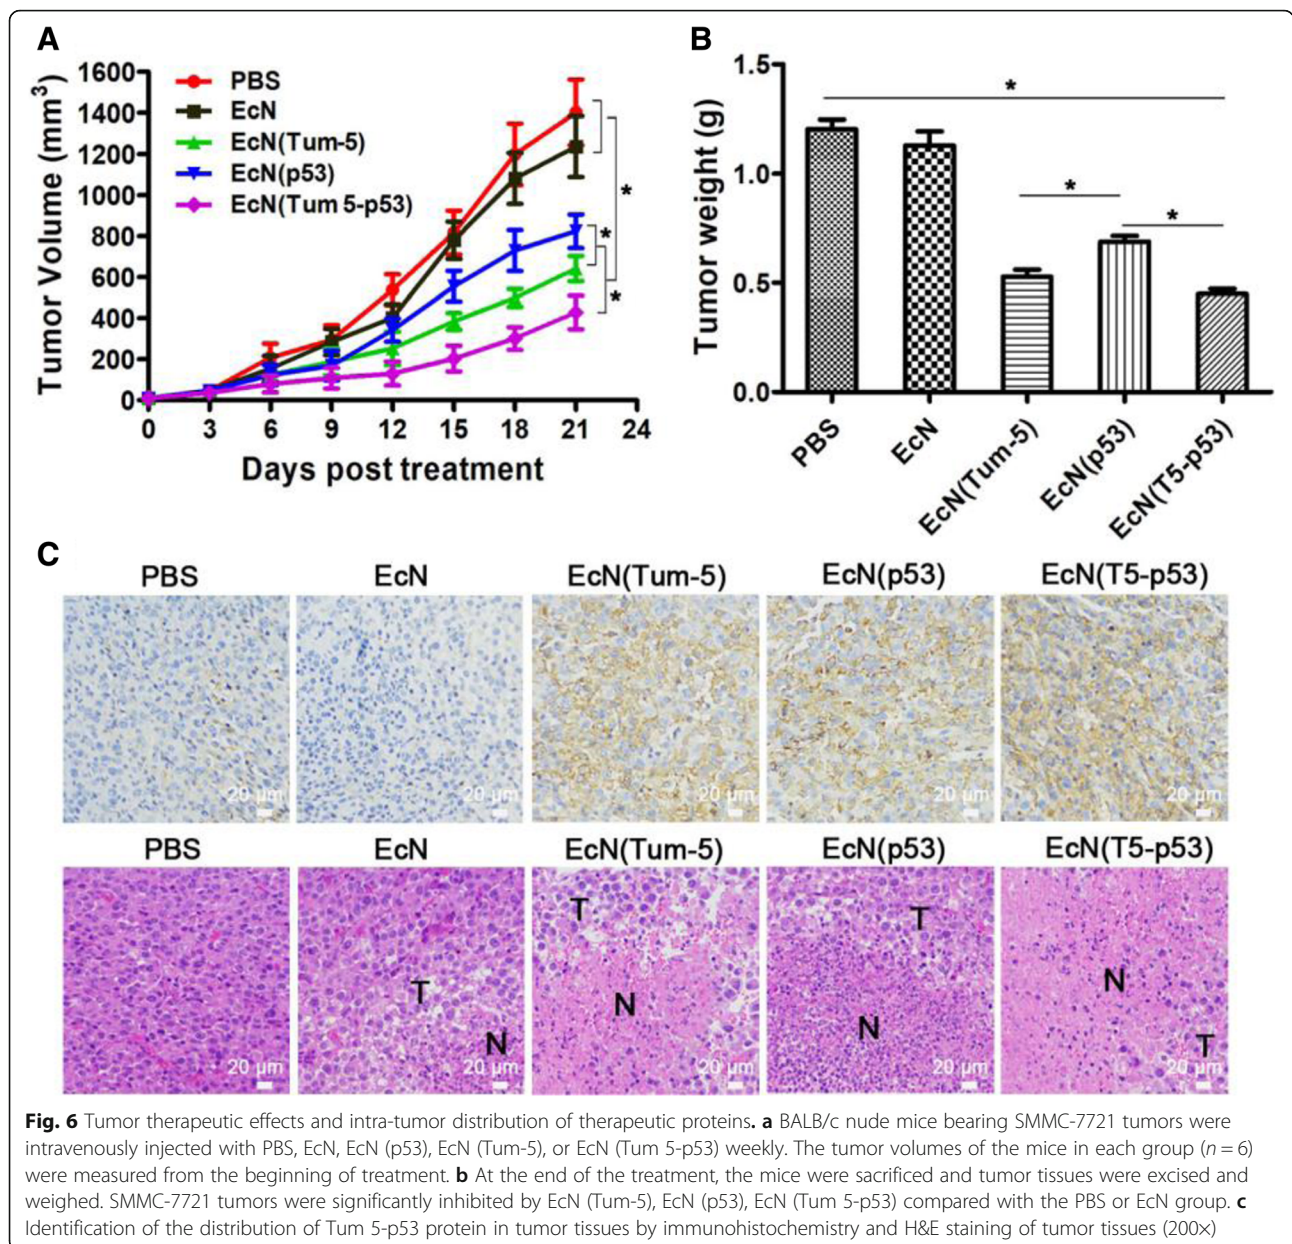 A
Tumor Volume (mm³)
1600
1400
1200
1000
800
600
400
200
0
PBS
EcN
EcN(Tum-5)
EcN(p53)
EcN(Tum 5-p53)
*
*
*
0 3 6 9 12 15 18 21 24
Days post treatment
B
Tumor weight (g)
1.5
1.0
0.5
0.0
*
*
*
PBS
EcN
EcN(Tum-5)
EcN(p53)
EcN(T5-p53)
C
PBS EcN EcN(Tum-5) EcN(p53) EcN(T5-p53)
20 µm 20 µm 20 µm 20 µm 20 µm
PBS EcN EcN(Tum-5) EcN(p53) EcN(T5-p53)
T N T N T N N T
20 µm 20 µm 20 µm 20 µm 20 µm
Fig. 6 Tumor therapeutic effects and intra-tumor distribution of therapeutic proteins. a BALB/c nude mice bearing SMMC-7721 tumors were
intravenously injected with PBS, EcN, EcN (p53), EcN (Tum-5), or EcN (Tum 5-p53) weekly. The tumor volumes of the mice in each group (n = 6)
were measured from the beginning of treatment. b At the end of the treatment, the mice were sacrificed and tumor tissues were excised and
weighed. SMMC-7721 tumors were significantly inhibited by EcN (Tum-5), EcN (p53), EcN (Tum 5-p53) compared with the PBS or EcN group. c
Identification of the distribution of Tum 5-p53 protein in tumor tissues by immunohistochemistry and H&E staining of tumor tissues (200×)